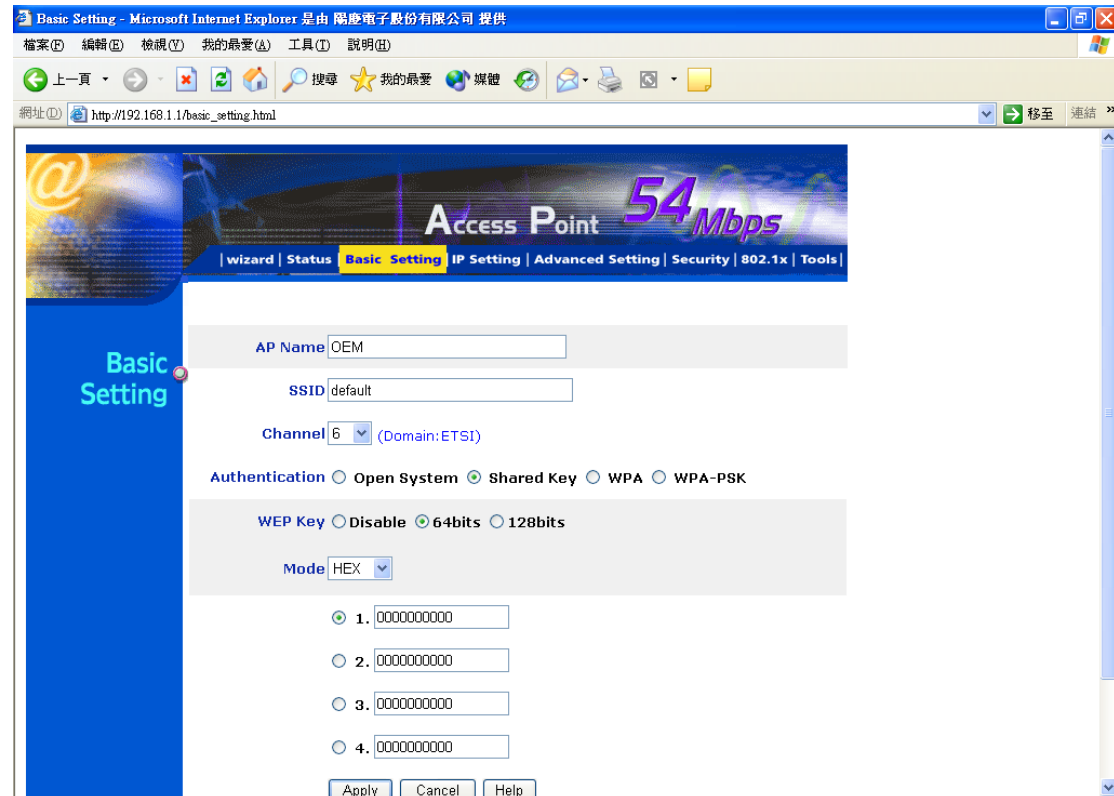 Basic Setting - Microsoft Internet Explorer 是由 陽慶電子股份有限公司 提供
檔案(F) 編輯(E) 檢視(V) 我的最愛(A) 工具(T) 說明(H)
上一頁 搜尋 我的最愛 媒體
網址(D) http://192.168.1.1/basic_setting.html 移至 連結 »
@
Access Point 54Mbps
|wizard | Status | Basic Setting | IP Setting | Advanced Setting | Security | 802.1x | Tools|
Basic
Setting
AP Name OEM
SSID default
Channel 6 (Domain:ETSI)
Authentication Open System Shared Key WPA WPA-PSK
WEP Key Disable 64bits 128bits
Mode HEX
1. 0000000000
2. 0000000000
3. 0000000000
4. 0000000000
Apply Cancel Help